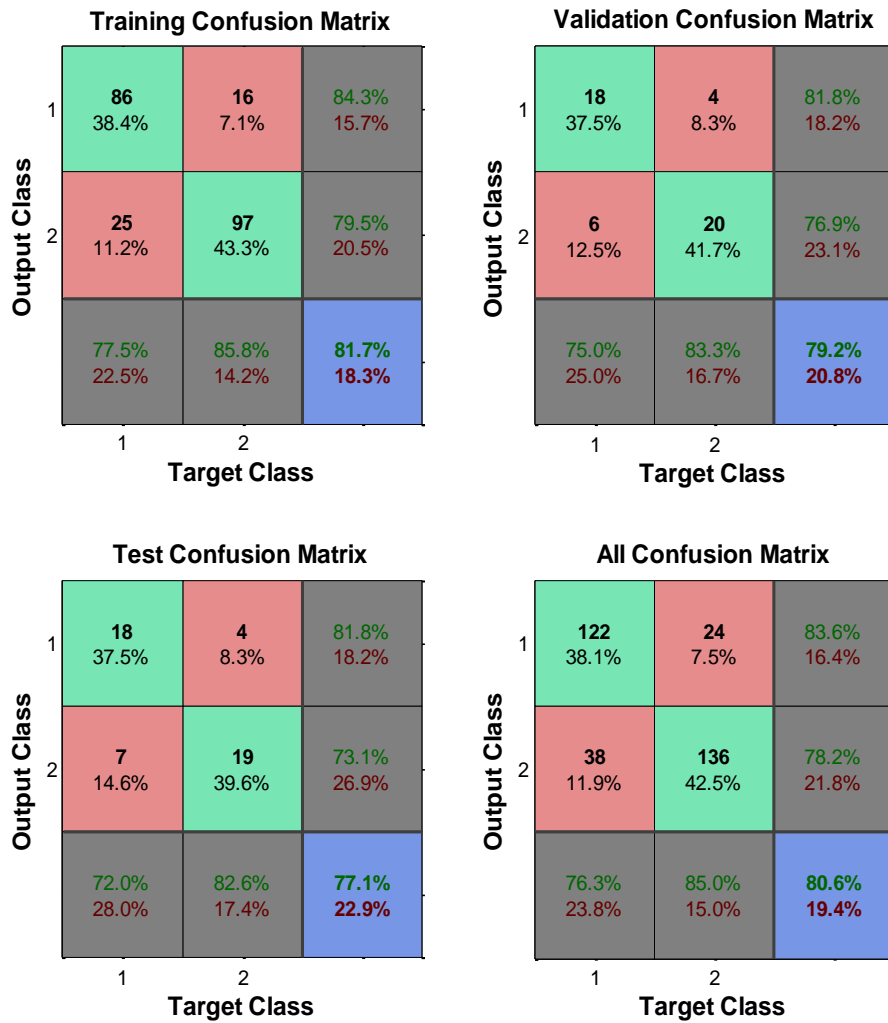 Training Confusion Matrix
86 16 84.3%
1 38.4% 7.1% 15.7%
25 97 79.5%
2 11.2% 43.3% 20.5%
77.5% 85.8% 81.7%
22.5% 14.2% 18.3%
1 2
Target Class
Output Class
Validation Confusion Matrix
18 4 81.8%
1 37.5% 8.3% 18.2%
6 20 76.9%
2 12.5% 41.7% 23.1%
75.0% 83.3% 79.2%
25.0% 16.7% 20.8%
1 2
Target Class
Output Class
Test Confusion Matrix
18 4 81.8%
1 37.5% 8.3% 18.2%
7 19 73.1%
2 14.6% 39.6% 26.9%
72.0% 82.6% 77.1%
28.0% 17.4% 22.9%
1 2
Target Class
Output Class
All Confusion Matrix
122 24 83.6%
1 38.1% 7.5% 16.4%
38 136 78.2%
2 11.9% 42.5% 21.8%
76.3% 85.0% 80.6%
23.8% 15.0% 19.4%
1 2
Target Class
Output Class